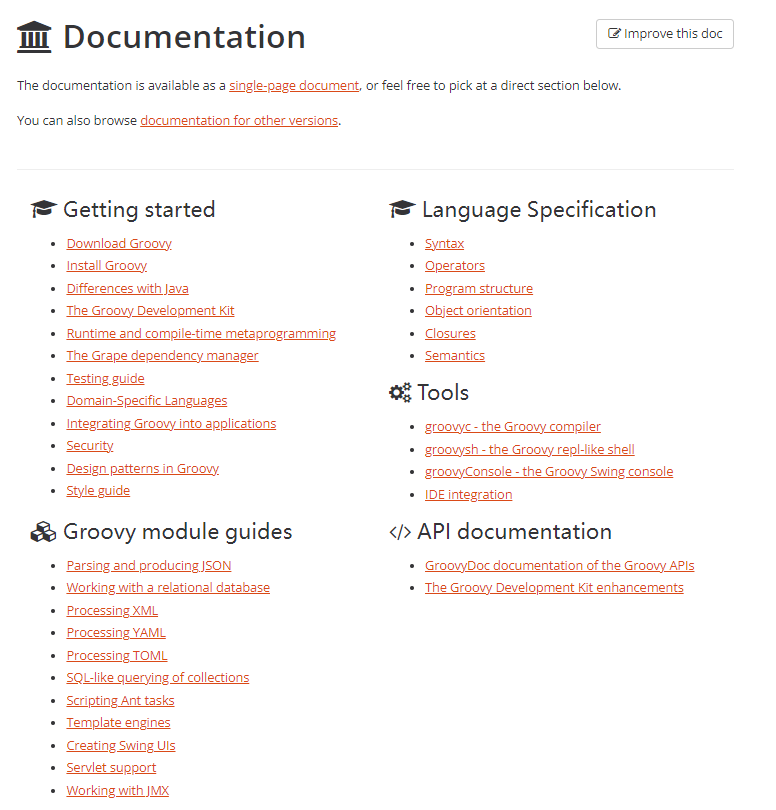 Documentation
Improve this doc
The documentation is available as a single-page document, or feel free to pick at a direct section below.
You can also browse documentation for other versions.
Getting started
Download Groovy
Install Groovy
Differences with Java
The Groovy Development Kit
Runtime and compile-time metaprogramming
The Grape dependency manager
Testing guide
Domain-Specific Languages
Integrating Groovy into applications
Security
Design patterns in Groovy
Style guide
Groovy module guides
Parsing and producing JSON
Working with a relational database
Processing XML
Processing YAML
Processing TOML
SQL-like querying of collections
Scripting Ant tasks
Template engines
Creating Swing UIs
Servlet support
Working with JMX
Language Specification
Syntax
Operators
Program structure
Object orientation
Closures
Semantics
Tools
groovyc - the Groovy compiler
groovysh - the Groovy repl-like shell
groovyConsole - the Groovy Swing console
IDE integration
API documentation
GroovyDoc documentation of the Groovy APIs
The Groovy Development Kit enhancements